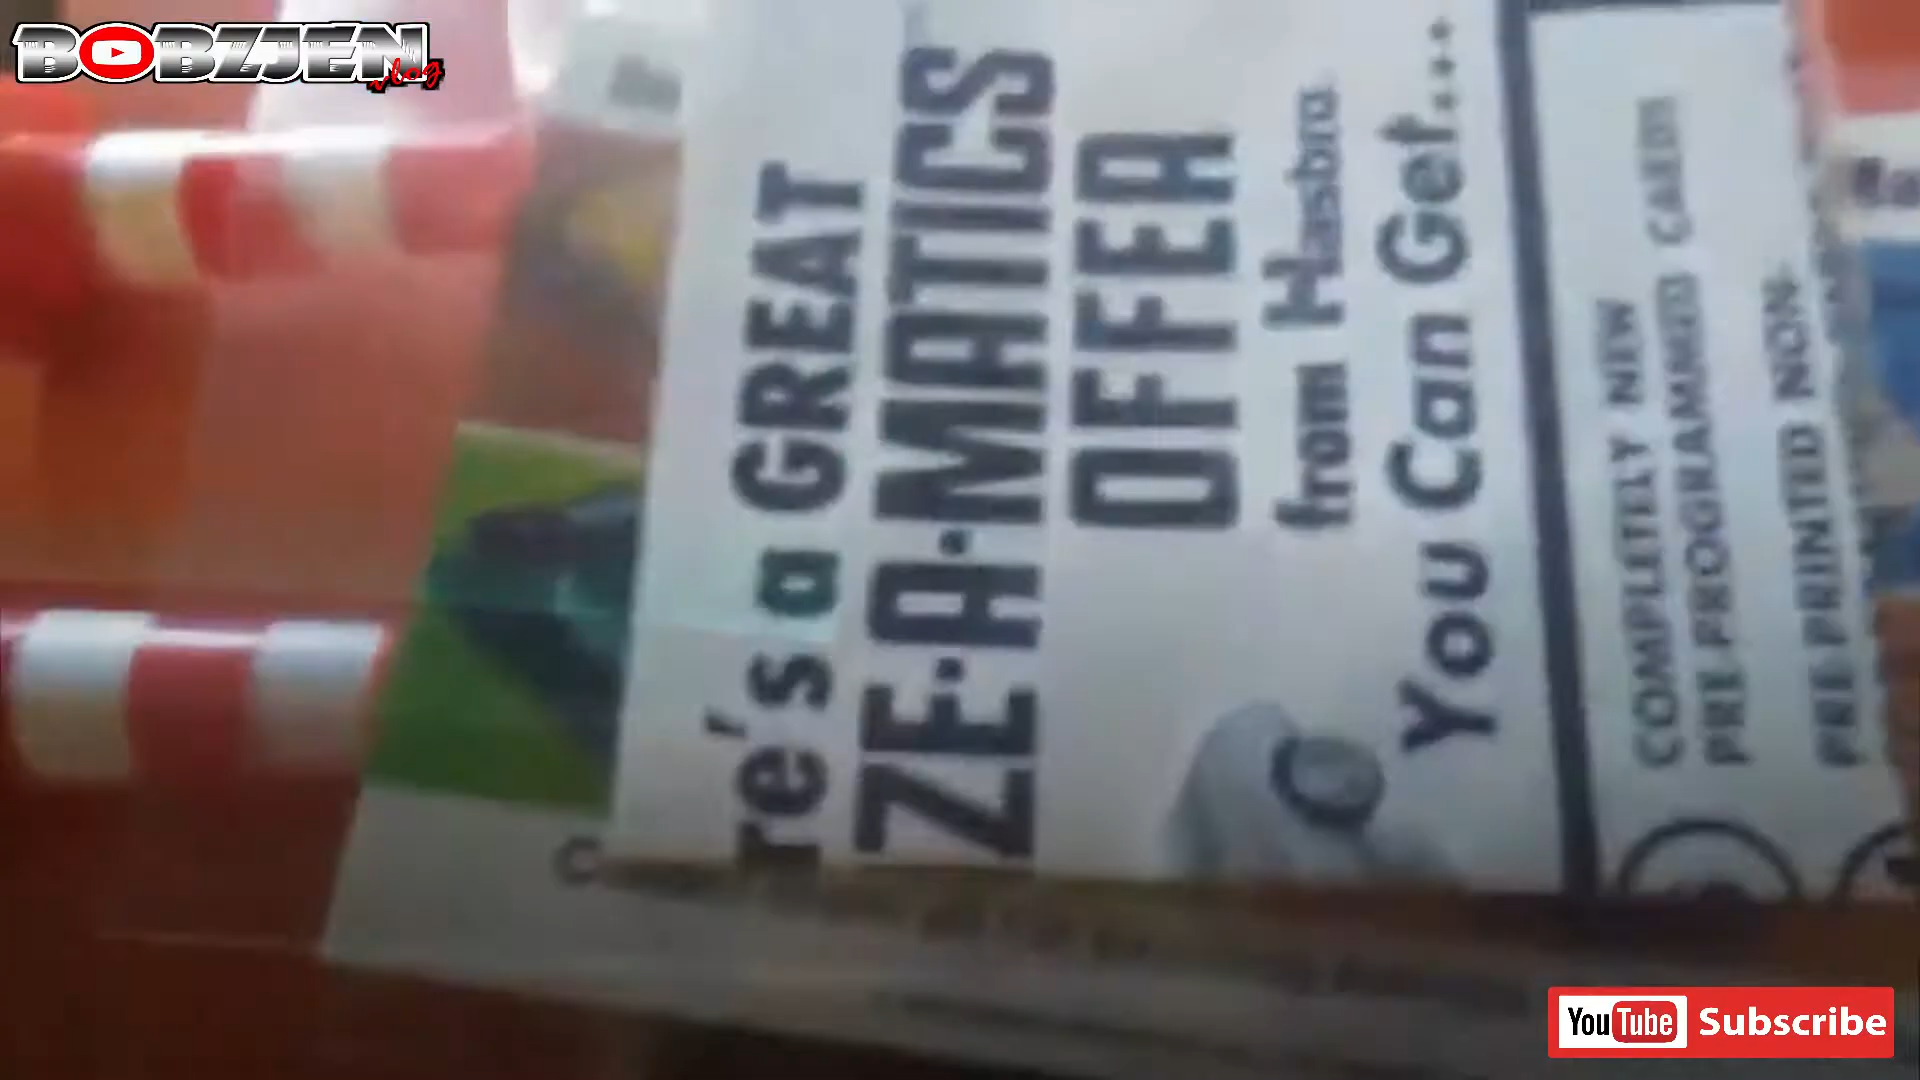 BOBZJEN
vlog
re's a GREAT
ZE-A-MATICS
OFFER
from Hasbro
You Can Get...
COMPLETELY NEW
PRE-PROGRAMMED CARDS
PRE-PRINTED NON-
YouTube Subscribe